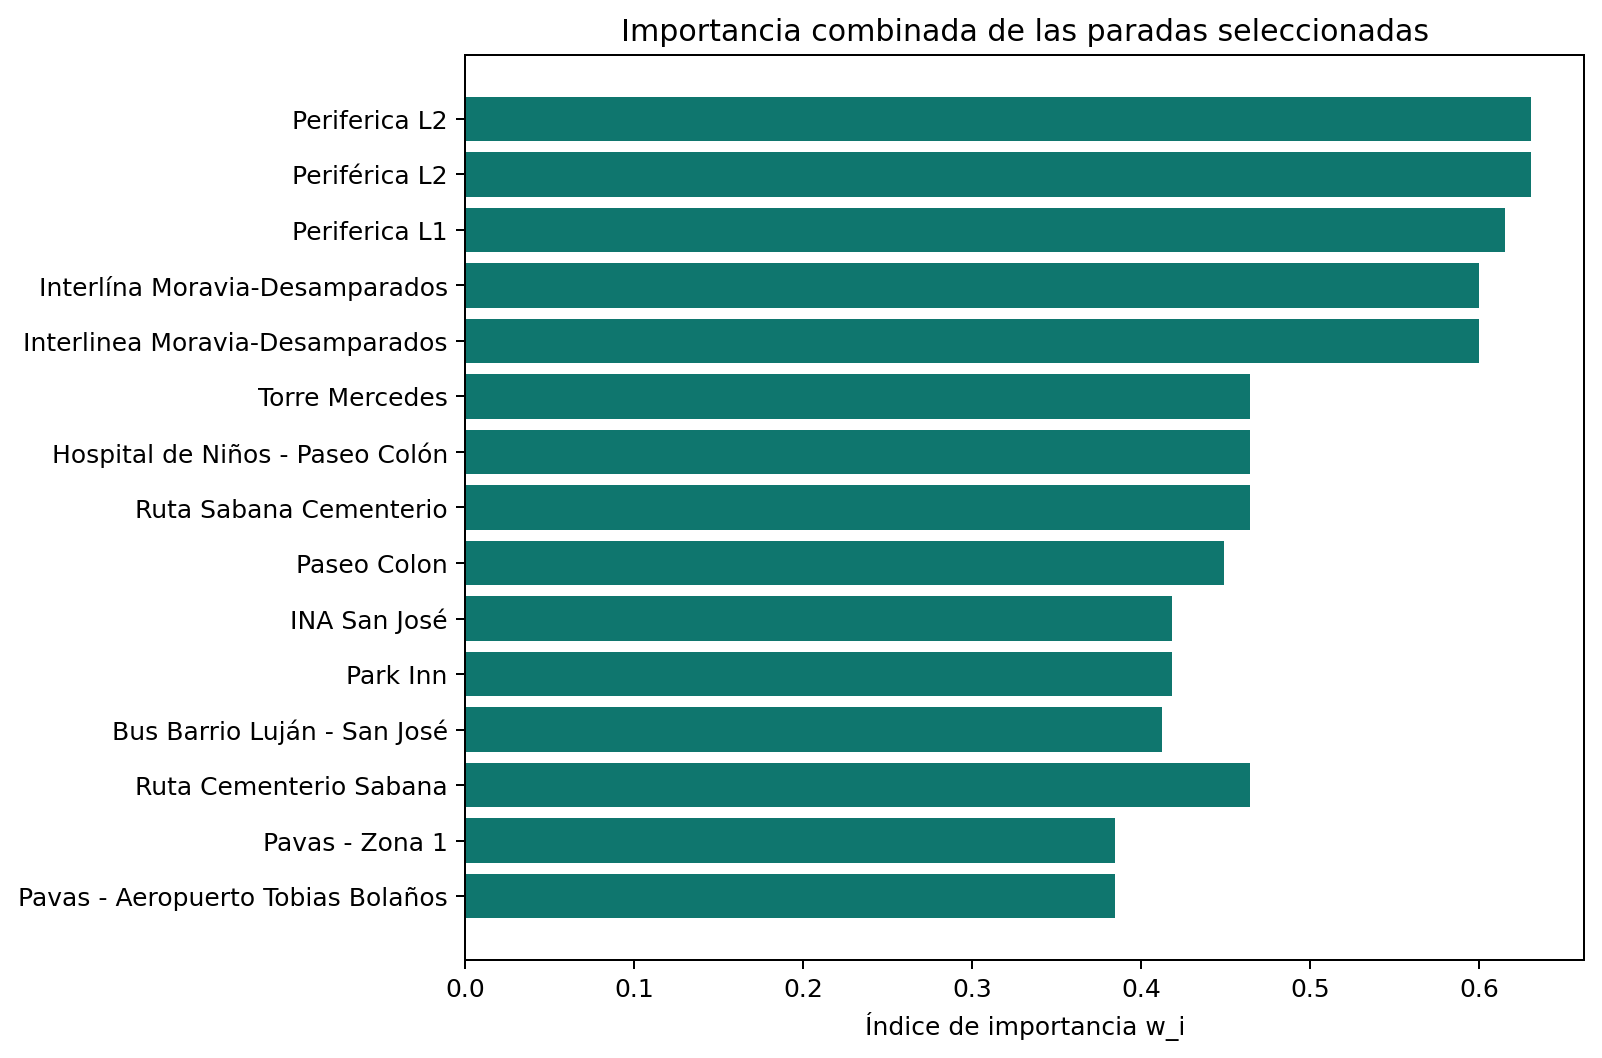 Importancia combinada de las paradas seleccionadas
Periferica L2
Periférica L2
Periferica L1
Interlína Moravia-Desamparados
Interlinea Moravia-Desamparados
Torre Mercedes
Hospital de Niños - Paseo Colón
Ruta Sabana Cementerio
Paseo Colon
INA San José
Park Inn
Bus Barrio Luján - San José
Ruta Cementerio Sabana
Pavas - Zona 1
Pavas - Aeropuerto Tobias Bolaños
0.0 0.1 0.2 0.3 0.4 0.5 0.6
Índice de importancia w_i